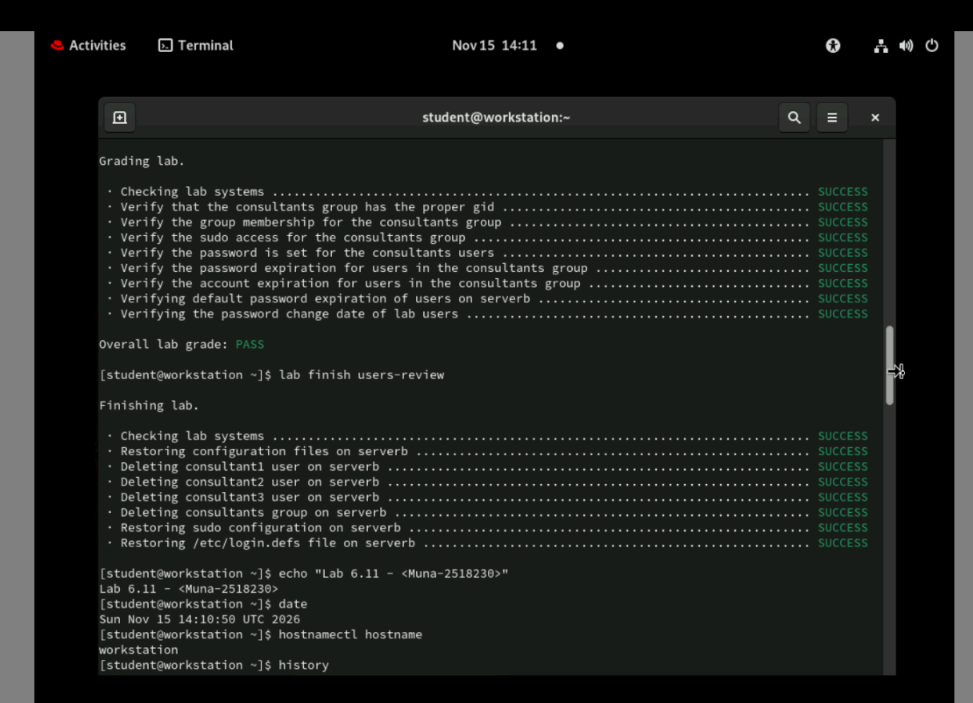 Activities Terminal Nov 15 14:11
student@workstation:~
Grading lab.
· Checking lab systems .......................................................................... SUCCESS
· Verify that the consultants group has the proper gid .......................................... SUCCESS
· Verify the group membership for the consultants group ......................................... SUCCESS
· Verify the sudo access for the consultants group .............................................. SUCCESS
· Verify the password is set for the consultants users .......................................... SUCCESS
· Verify the password expiration for users in the consultants group ............................. SUCCESS
· Verify the account expiration for users in the consultants group .............................. SUCCESS
· Verifying default password expiration of users on serverb ..................................... SUCCESS
· Verifying the password change date of lab users ............................................... SUCCESS
Overall lab grade: PASS
[student@workstation ~]$ lab finish users-review
Finishing lab.
· Checking lab systems .......................................................................... SUCCESS
· Restoring configuration files on serverb ...................................................... SUCCESS
· Deleting consultant1 user on serverb .......................................................... SUCCESS
· Deleting consultant2 user on serverb .......................................................... SUCCESS
· Deleting consultant3 user on serverb .......................................................... SUCCESS
· Deleting consultants group on serverb ......................................................... SUCCESS
· Restoring sudo configuration on serverb ....................................................... SUCCESS
· Restoring /etc/login.defs file on serverb ..................................................... SUCCESS
[student@workstation ~]$ echo "Lab 6.11 – <Muna-2518230>"
Lab 6.11 – <Muna-2518230>
[student@workstation ~]$ date
Sun Nov 15 14:10:50 UTC 2026
[student@workstation ~]$ hostnamectl hostname
workstation
[student@workstation ~]$ history